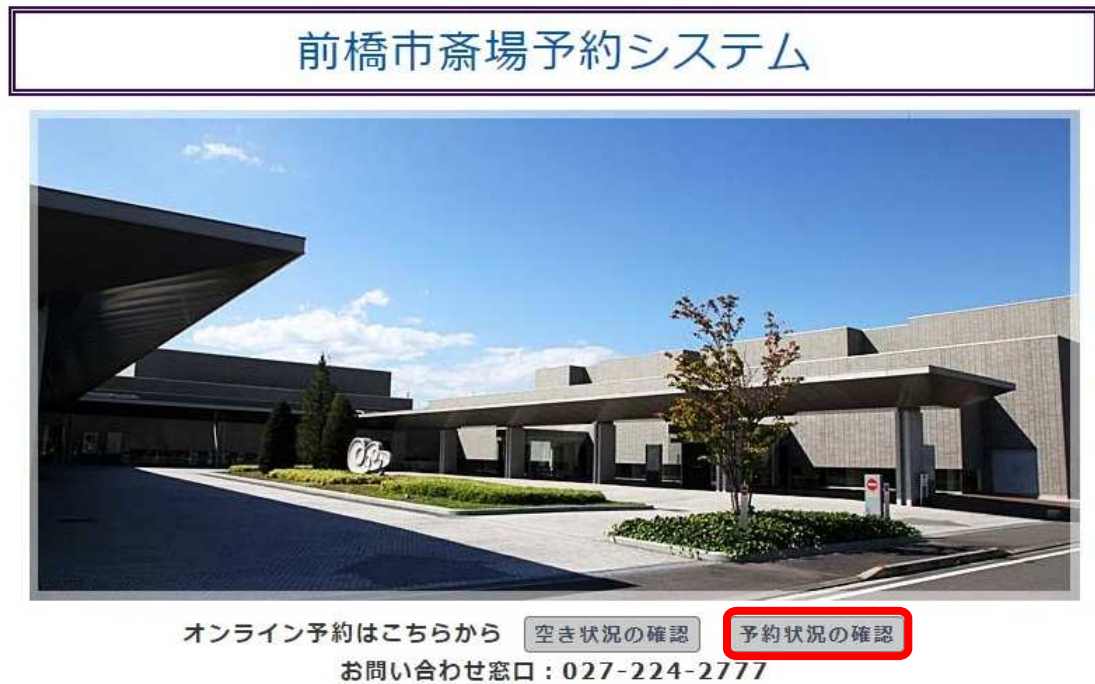 前橋市斎場予約システム
オンライン予約はこちらから 空き状況の確認 予約状況の確認
お問い合わせ窓口：027-224-2777